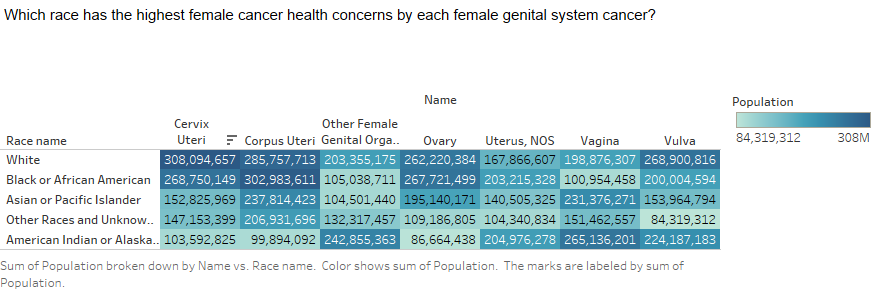 Which race has the highest female cancer health concerns by each female genital system cancer?
Name
Population
Cervix Other Female
Race name Uteri Corpus Uteri Genital Orga.. Ovary Uterus, NOS Vagina Vulva
84,319,312 308M
White 308,094,657 285,757,713 203,355,175 262,220,384 167,866,607 198,876,307 268,900,816
Black or African American 268,750,149 302,983,611 105,038,711 267,721,499 203,215,328 100,954,458 200,004,594
Asian or Pacific Islander 152,825,969 237,814,423 104,501,440 195,140,171 140,505,325 231,376,271 153,964,794
Other Races and Unknow.. 147,153,399 206,931,696 132,317,457 109,186,805 104,340,834 151,462,557 84,319,312
American Indian or Alaska.. 103,592,825 99,894,092 242,855,363 86,664,438 204,976,278 265,136,201 224,187,183
Sum of Population broken down by Name vs. Race name. Color shows sum of Population. The marks are labeled by sum of
Population.